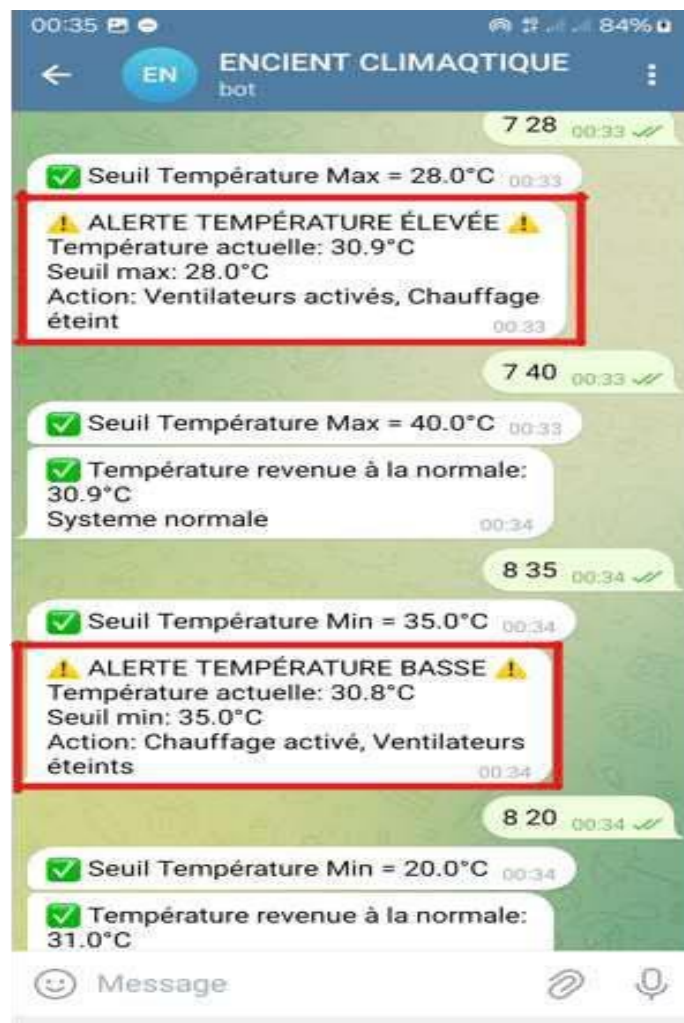 00:35 84%
EN ENCIENT CLIMAQTIQUE
bot
7 28 00:33
Seuil Température Max = 28.0°C 00:33
ALERTE TEMPÉRATURE ÉLEVÉE
Température actuelle: 30.9°C
Seuil max: 28.0°C
Action: Ventilateurs activés, Chauffage
éteint 00:33
7 40 00:33
Seuil Température Max = 40.0°C 00:33
Température revenue à la normale:
30.9°C
Systeme normale 00:34
8 35 00:34
Seuil Température Min = 35.0°C 00:34
ALERTE TEMPÉRATURE BASSE
Température actuelle: 30.8°C
Seuil min: 35.0°C
Action: Chauffage activé, Ventilateurs
éteints 00:34
8 20 00:34
Seuil Température Min = 20.0°C 00:34
Température revenue à la normale:
31.0°C
Message